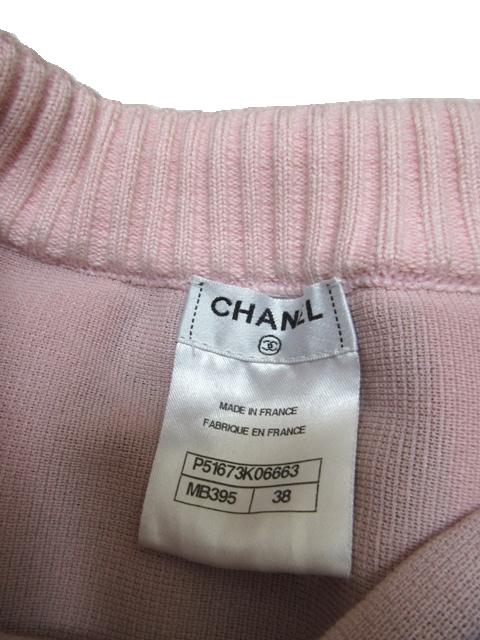 CHANEL
MADE IN FRANCE
FABRIQUE EN FRANCE
P51673K06663
MB395 38